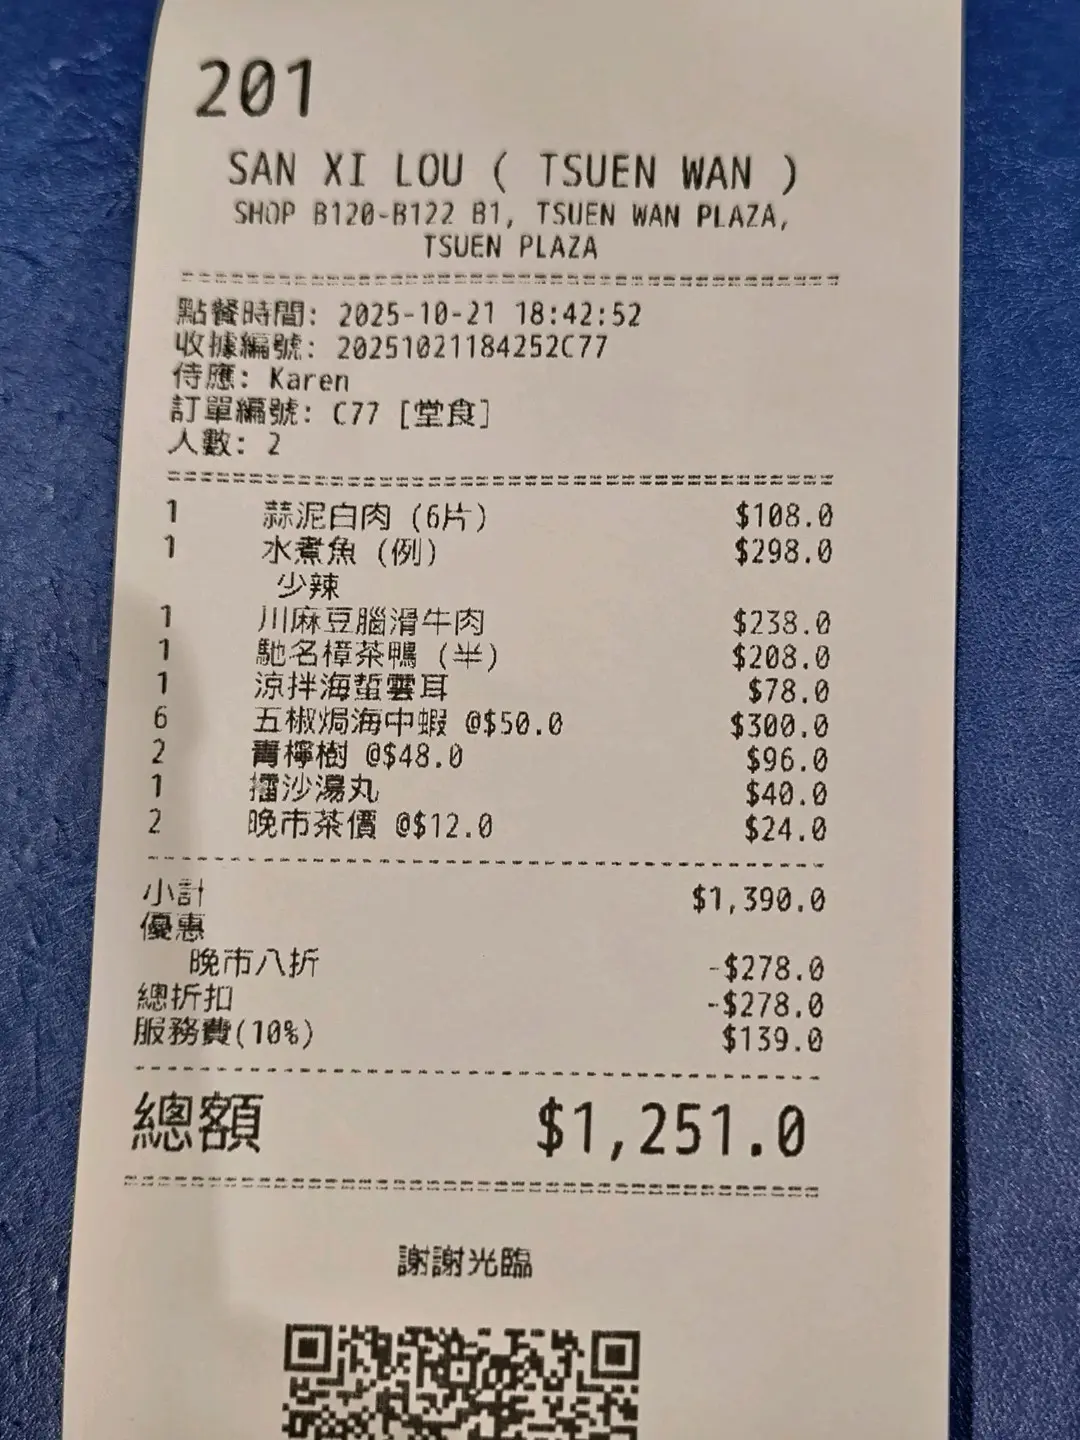 201
SAN XI LOU ( TSUEN WAN )
SHOP B120-B122 B1, TSUEN WAN PLAZA,
TSUEN PLAZA
點餐時間: 2025-10-21 18:42:52
收據編號: 20251021184252C77
侍應: Karen
訂單編號: C77 [堂食]
人數: 2
1 蒜泥白肉 (6片) $108.0
1 水煮魚 (例) $298.0
少辣
1 川麻豆腦滑牛肉 $238.0
1 馳名樟茶鴨 (半) $208.0
1 涼拌海蜇雲耳 $78.0
6 五椒焗海中蝦 @$50.0 $300.0
2 青檸樹 @$48.0 $96.0
1 擂沙湯丸 $40.0
2 晚市茶價 @$12.0 $24.0
小計 $1,390.0
優惠
晚市八折 -$278.0
總折扣 -$278.0
服務費(10%) $139.0
總額 $1,251.0
謝謝光臨